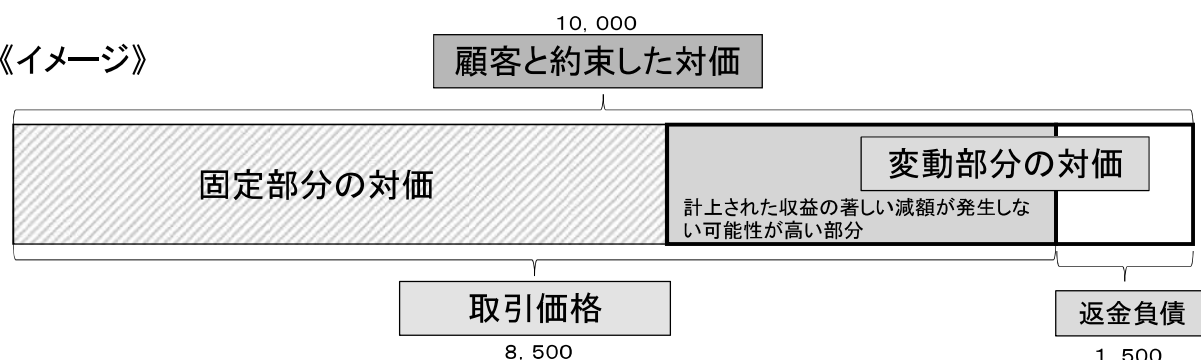 10，000
《イメージ》
顧客と約束した対価
固定部分の対価
変動部分の対価
計上された収益の著しい減額が発生しな
い可能性が高い部分
取引価格
返金負債
8，500
1，500